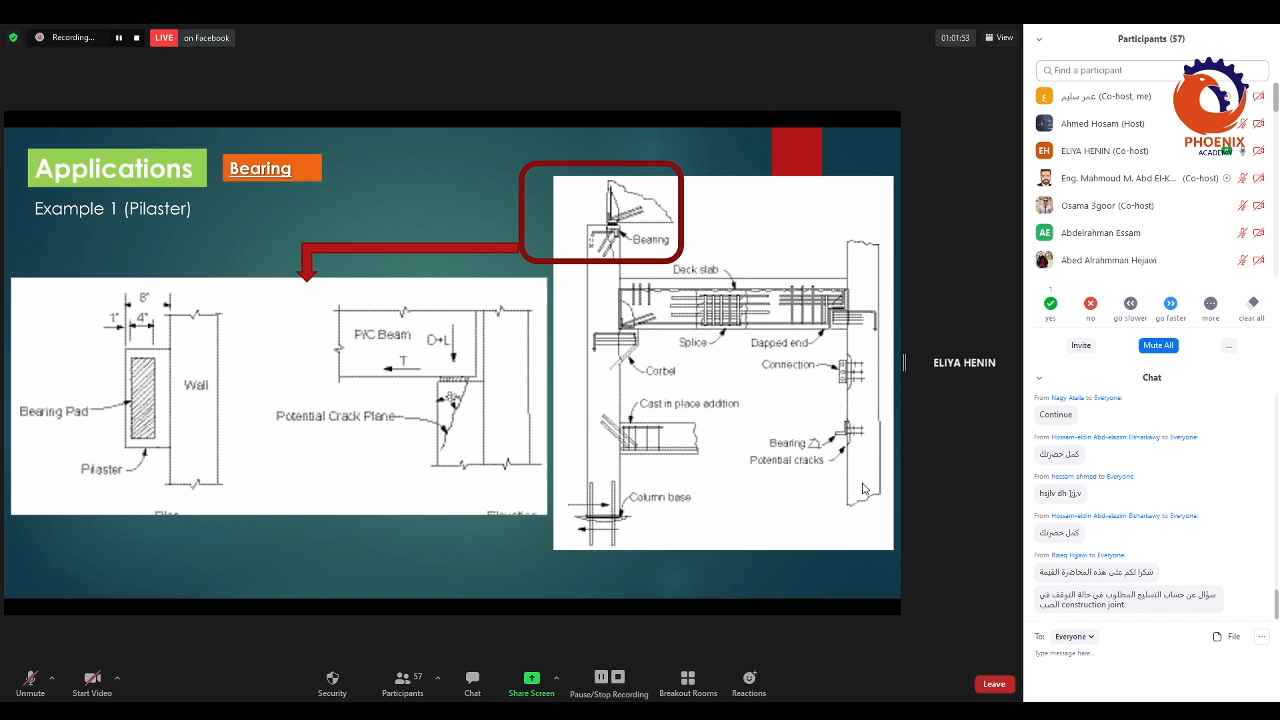 Recording...
LIVE
on Facebook
01:01:53
View
Participants (57)
Find a participant
ع
عمر سليم (Co-host, me)
Ahmed Hosam (Host)
EH
ELIYA HENIN (Co-host)
Eng. Mahmoud M. Abd El-K... (Co-host)
Osama 3goor (Co-host)
AE
Abdelrahman Essam
Abed Alrahmman Hejawi
PHOENIX
ACADEMY
1
yes
no
go slower
go faster
more
clear all
Invite
Mute All
...
Chat
From Nagy Atalla to Everyone:
Continue
From Hossam-eldin Abd-elazim Elsharkawy to Everyone:
كمل حضرتك
From hossam ahmed to Everyone:
hsjlv dh ];j,v
From Hossam-eldin Abd-elazim Elsharkawy to Everyone:
كمل حضرتك
From Rizeq Hijjawi to Everyone:
شكرا لكم على هذه المحاضرة القيمة
سؤال عن حساب التسليح المطلوب في حالة التوقف في
الصب construction joint
To: Everyone
File
Type message here...
Applications
Bearing
Example 1 (Pilaster)
8"
1"
4"
Wall
Bearing Pad
Pilaster
P/C Beam
D+L
T
Potential Crack Plane
Bearing
Deck slab
Splice
Dapped end
Corbel
Connection
Cast in place addition
Bearing
Potential cracks
Column base
ELIYA HENIN
Unmute
Start Video
Security
57
Participants
Chat
Share Screen
Pause/Stop Recording
Breakout Rooms
Reactions
Leave